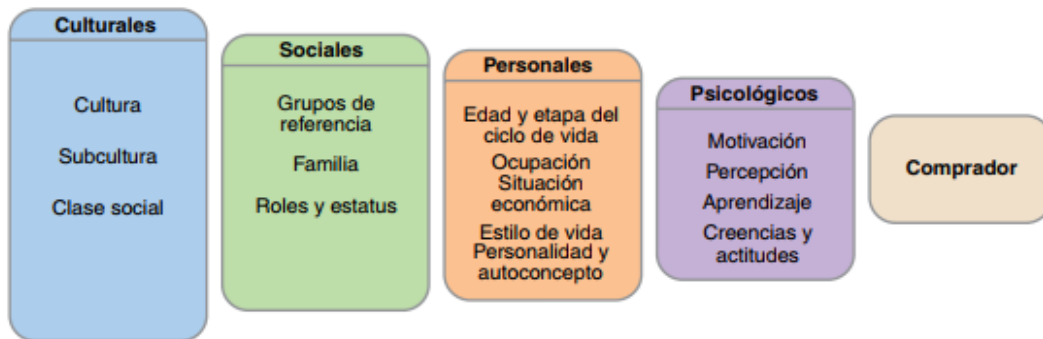 Culturales
Cultura
Subcultura
Clase social
Sociales
Grupos de
referencia
Familia
Roles y estatus
Personales
Edad y etapa del
ciclo de vida
Ocupación
Situación
económica
Estilo de vida
Personalidad y
autoconcepto
Psicológicos
Motivación
Percepción
Aprendizaje
Creencias y
actitudes
Comprador